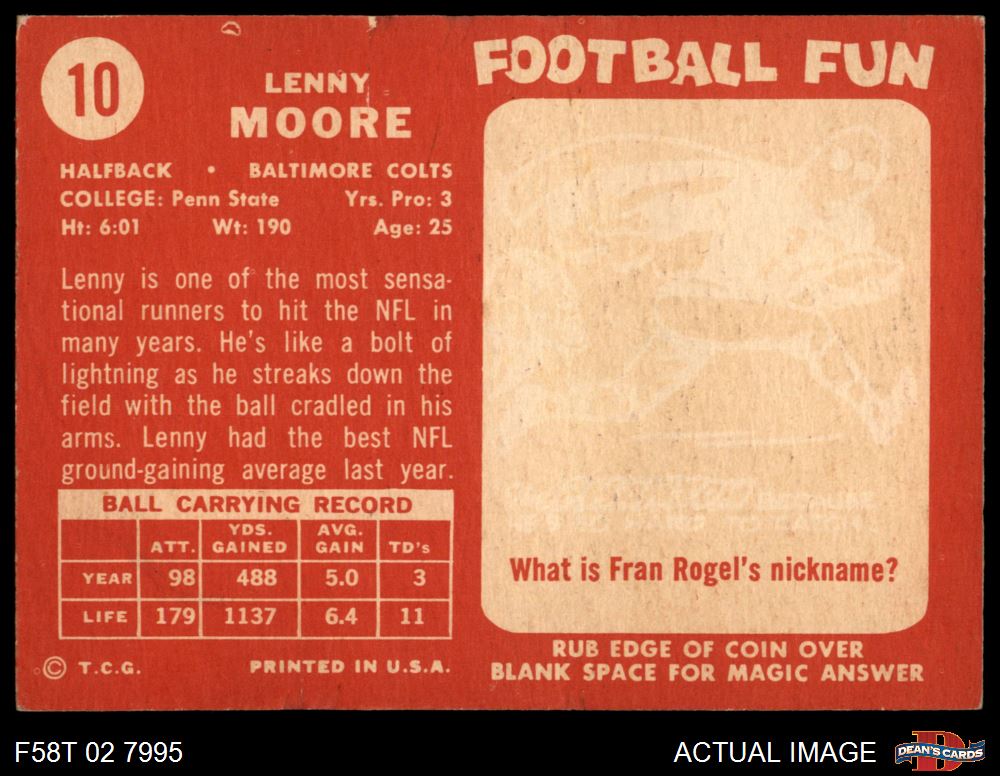 10
LENNY
MOORE
HALFBACK • BALTIMORE COLTS
COLLEGE: Penn State Yrs. Pro: 3
Ht: 6:01 Wt: 190 Age: 25
Lenny is one of the most sensa-
tional runners to hit the NFL in
many years. He's like a bolt of
lightning as he streaks down the
field with the ball cradled in his
arms. Lenny had the best NFL
ground-gaining average last year.
BALL CARRYING RECORD
ATT. YDS. GAINED AVG. GAIN TD's
YEAR 98 488 5.0 3
LIFE 179 1137 6.4 11
© T.C.G. PRINTED IN U.S.A.
FOOTBALL FUN
What is Fran Rogel's nickname?
RUB EDGE OF COIN OVER
BLANK SPACE FOR MAGIC ANSWER
F58T 02 7995
ACTUAL IMAGE
DEAN'S CARDS